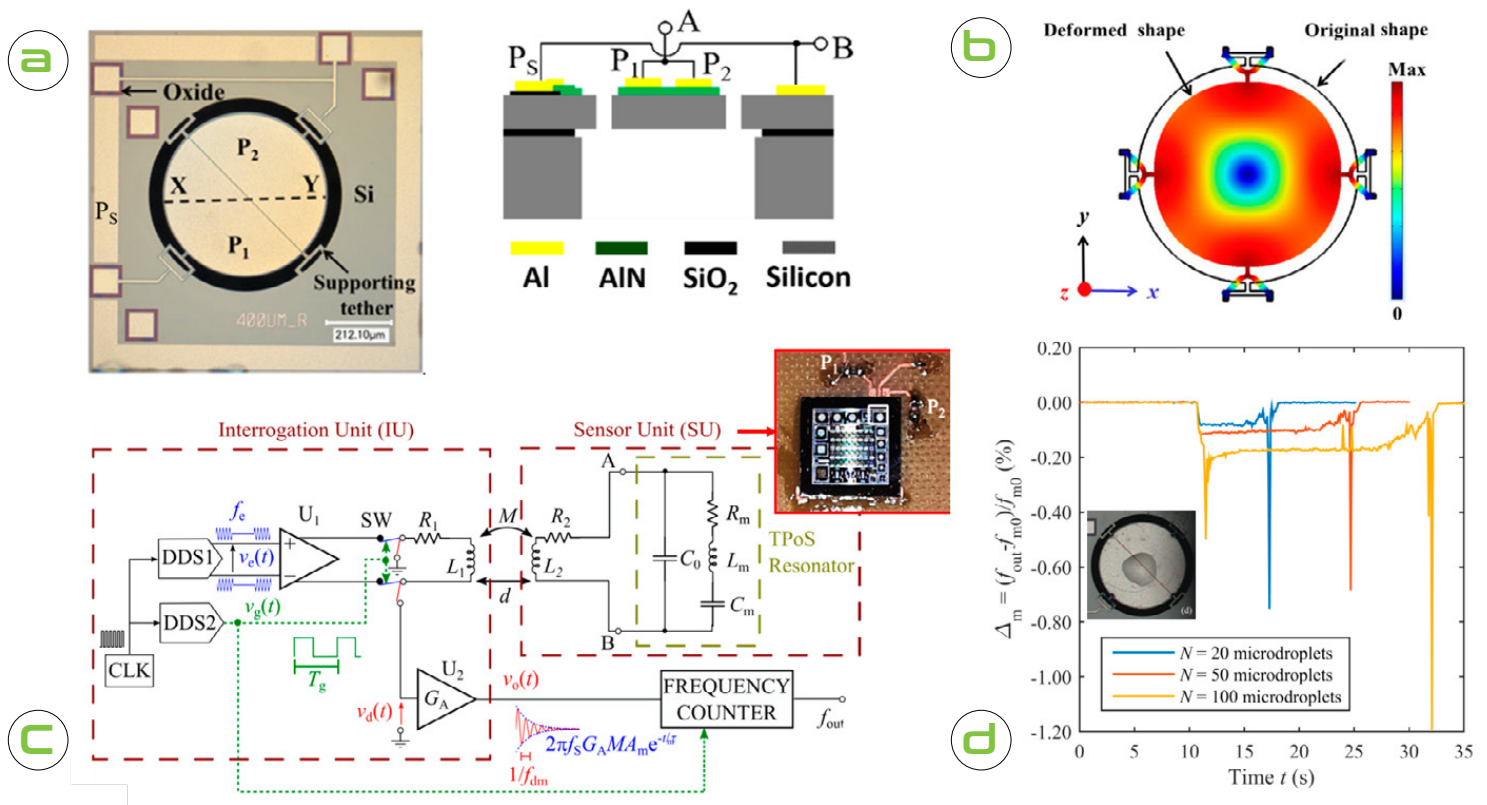 a
Oxide
P2
X
Y
Si
PS
P1
Supporting
tether
400UM_R
212.10µm
A
B
PS
P1
P2
Al
AlN
SiO2
Silicon
b
Deformed shape
Original shape
Max
0
y
z
x
c
Interrogation Unit (IU)
Sensor Unit (SU)
P1
P2
fe
U1
SW
R1
M
R2
A
DDS1
ve(t)
+
−
L1
L2
d
C0
Rm
Lm
Cm
TPoS
Resonator
B
DDS2
vg(t)
CLK
Tg
U2
GA
vd(t)
vo(t)
FREQUENCY
COUNTER
fout
2πfSGAMAme
1/fdm
d
0.20
0.00
-0.20
-0.40
-0.60
-0.80
-1.00
-1.20
Δm = (fout-fm0)/fm0 (%)
(d)
N = 20 microdroplets
N = 50 microdroplets
N = 100 microdroplets
0 5 10 15 20 25 30 35
Time t (s)